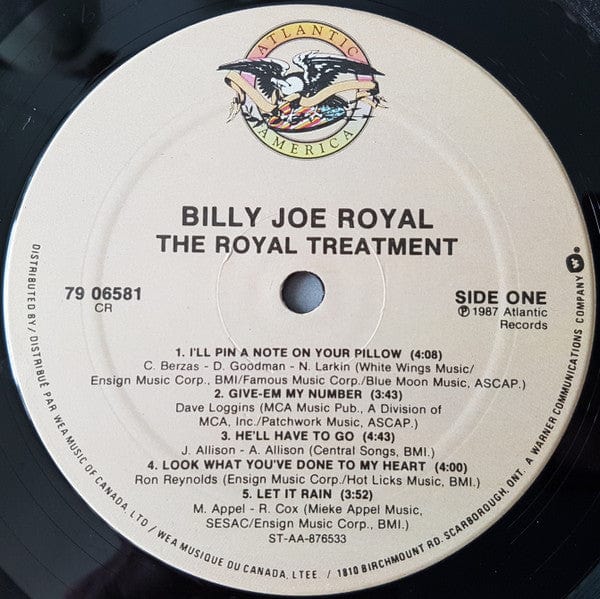 ATLANTIC
AMERICA
BILLY JOE ROYAL
THE ROYAL TREATMENT
79 06581
CR
SIDE ONE
℗ 1987 Atlantic
Records
1. I'LL PIN A NOTE ON YOUR PILLOW (4:08)
C. Berzas - D. Goodman - N. Larkin (White Wings Music/
Ensign Music Corp., BMI/Famous Music Corp./Blue Moon Music, ASCAP.)
2. GIVE-EM MY NUMBER (3:43)
Dave Loggins (MCA Music Pub., A Division of
MCA, Inc./Patchwork Music, ASCAP.)
3. HE'LL HAVE TO GO (4:43)
J. Allison - A. Allison (Central Songs, BMI.)
4. LOOK WHAT YOU'VE DONE TO MY HEART (4:00)
Ron Reynolds (Ensign Music Corp./Hot Licks Music, BMI.)
5. LET IT RAIN (3:52)
M. Appel - R. Cox (Mieke Appel Music,
SESAC/Ensign Music Corp., BMI.)
ST-AA-876533
DISTRIBUTED BY / DISTRIBUÉ PAR WEA MUSIC OF CANADA, LTD / WEA MUSIQUE DU CANADA, LTEE. / 1810 BIRCHMOUNT RD, SCARBOROUGH, ONT. A WARNER COMMUNICATIONS COMPANY W ®